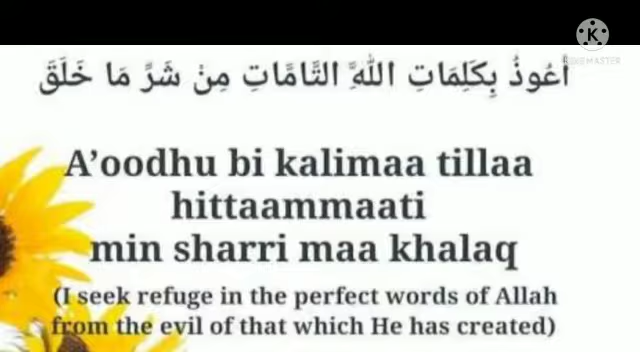 K
أَعُوذُ بِكَلِمَاتِ اللَّهِ التَّامَّاتِ مِنْ شَرَّ مَا خَلَقَ
A’oodhu bi kalimaa tillaa
hittaammaati
min sharri maa khalaq
(I seek refuge in the perfect words of Allah
from the evil of that which He has created)